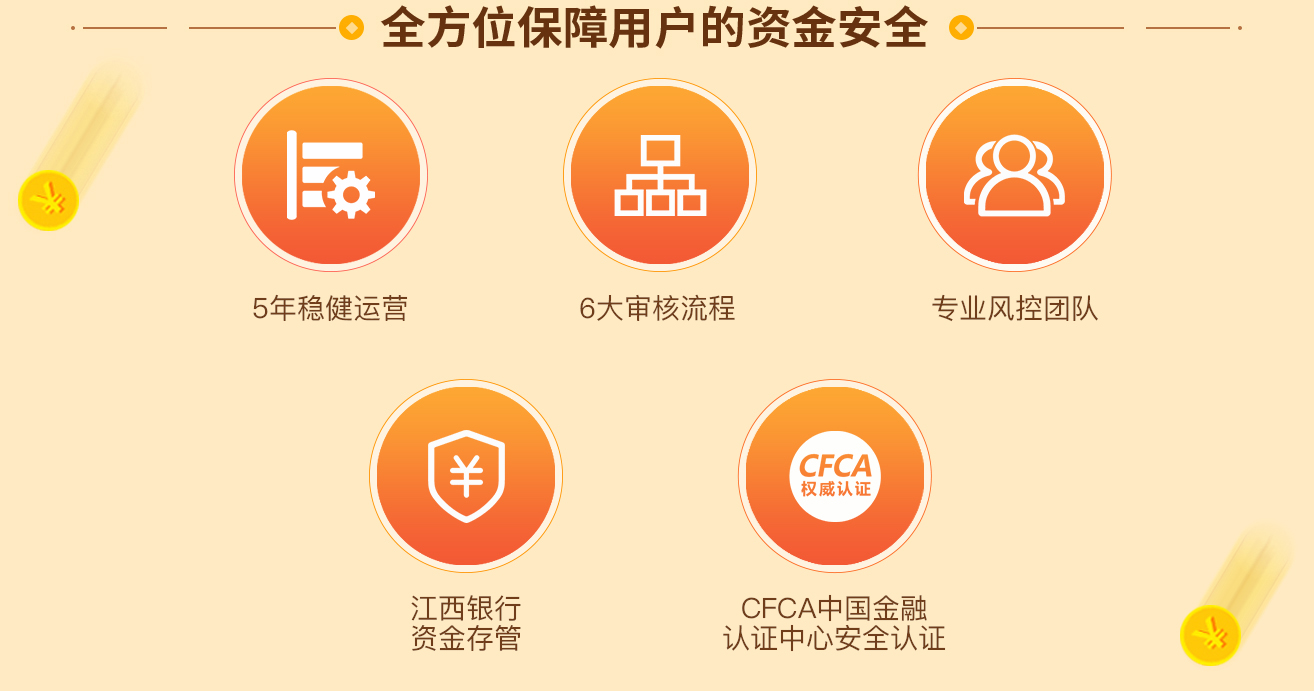 全方位保障用户的资金安全
5年稳健运营
6大审核流程
专业风控团队
CFCA
权威认证
江西银行
资金存管
CFCA中国金融
认证中心安全认证